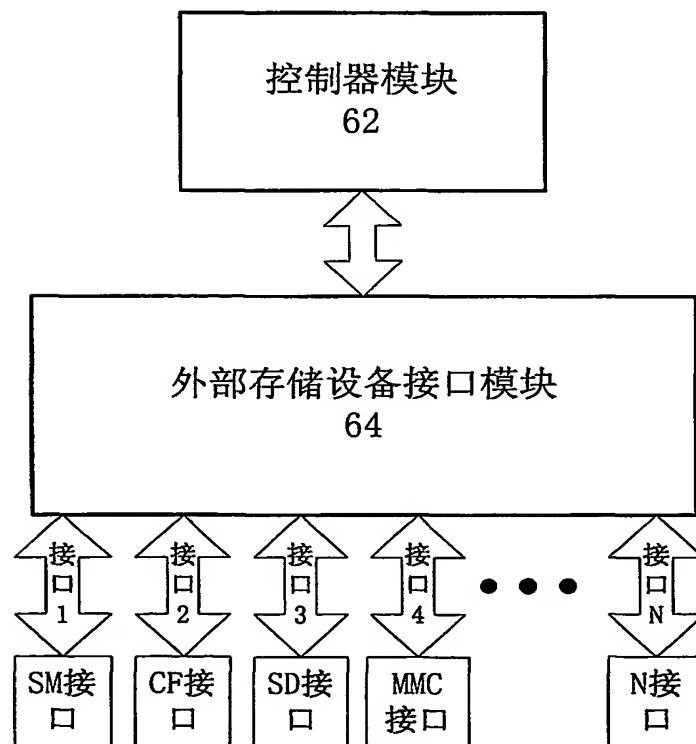 控制器模块
62
外部存储设备接口模块
64
接
口
1
接
口
2
接
口
3
接
口
4
接
口
N
SM接
口
CF接
口
SD接
口
MMC
接口
N接
口